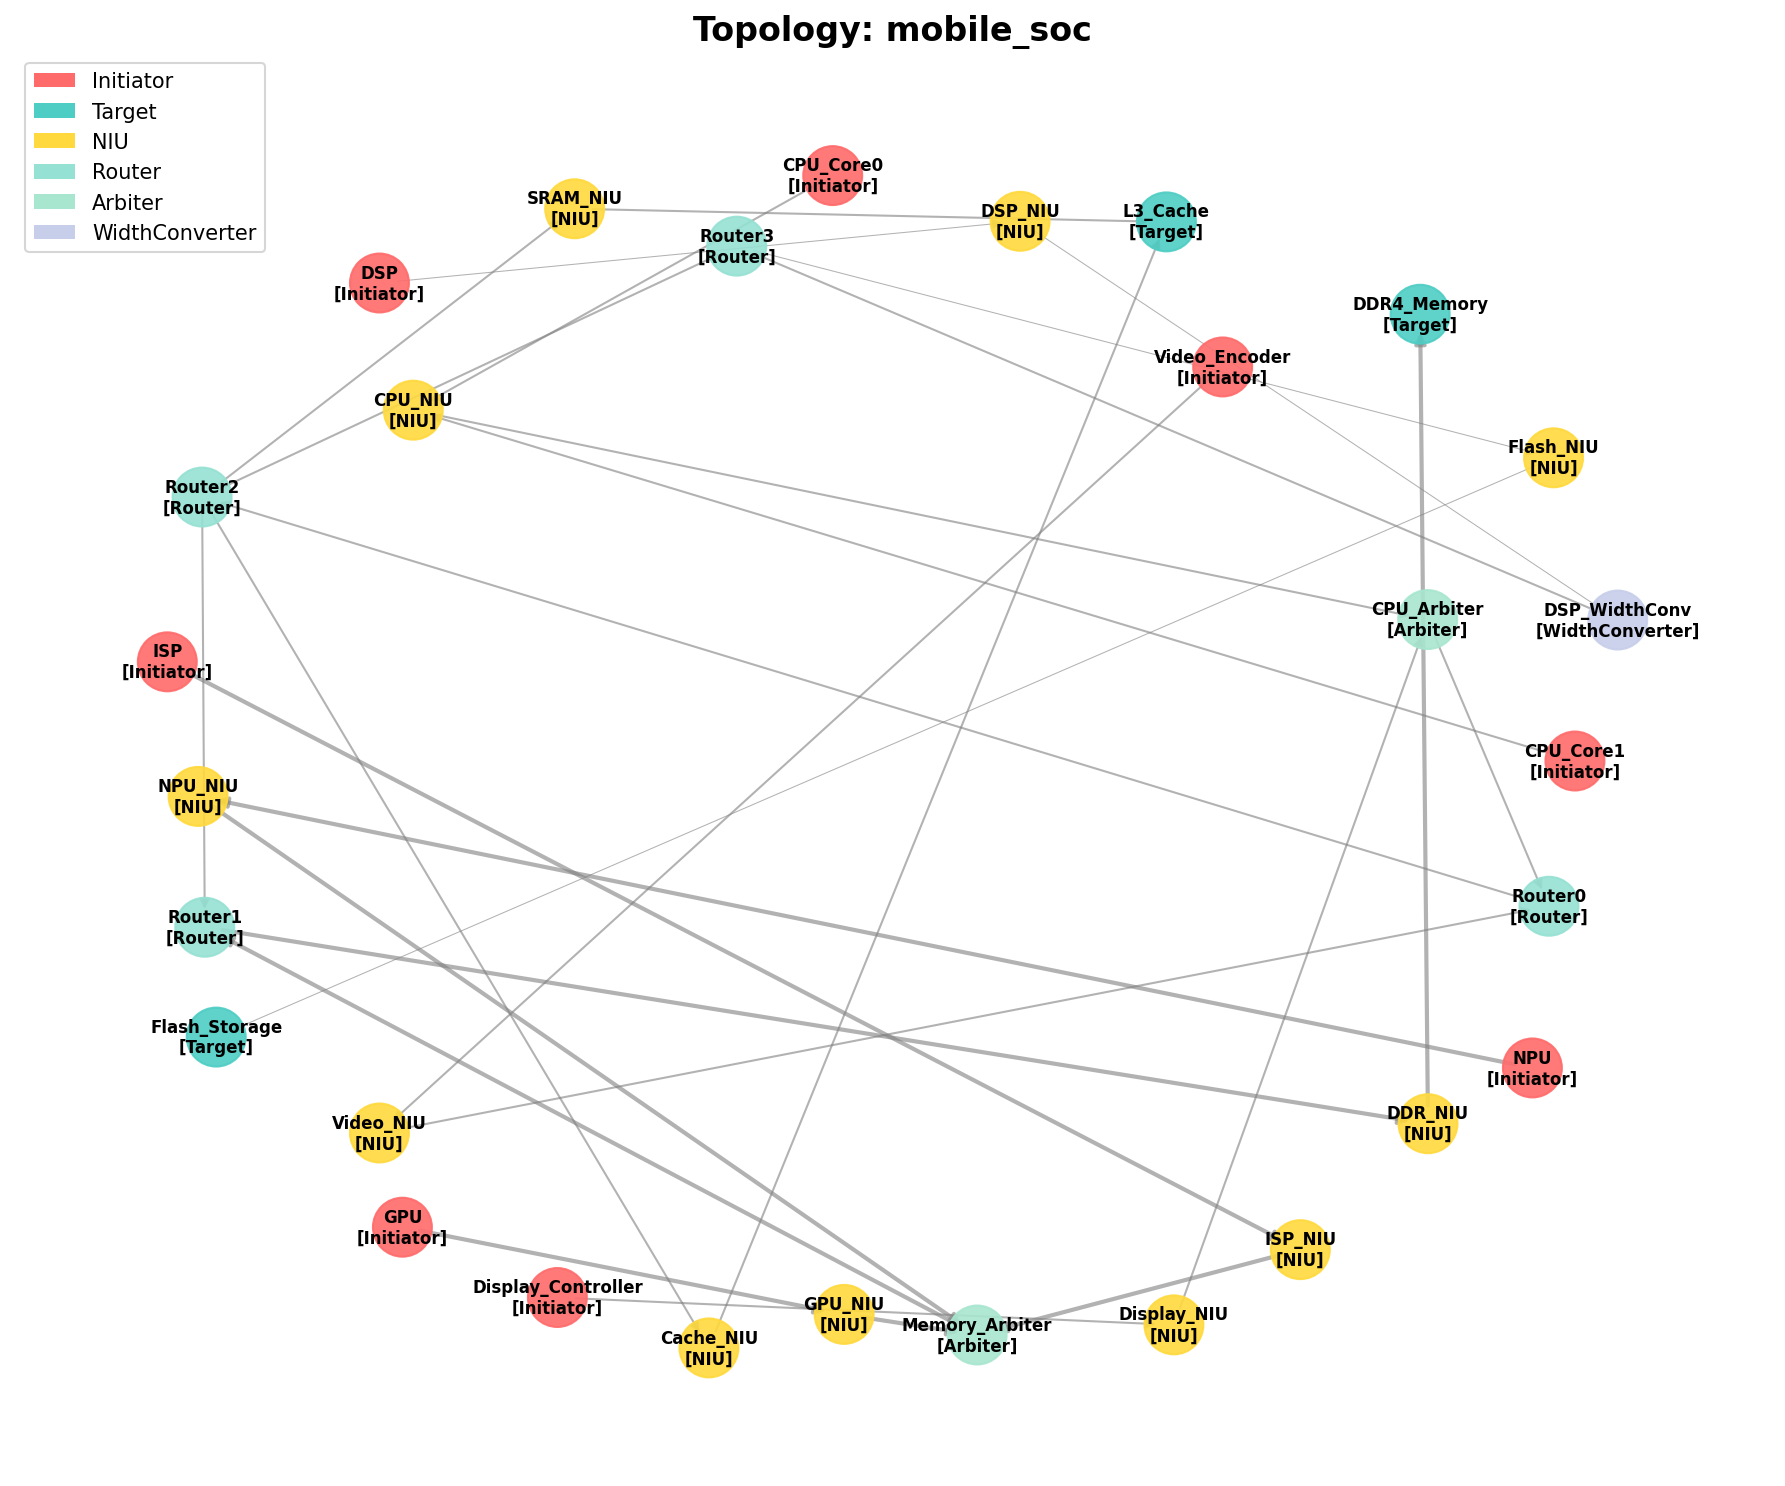 Topology: mobile_soc
Initiator
Target
NIU
Router
Arbiter
WidthConverter
CPU_Core0
[Initiator]
SRAM_NIU
[NIU]
DSP_NIU
[NIU]
L3_Cache
[Target]
Router3
[Router]
DSP
[Initiator]
DDR4_Memory
[Target]
Video_Encoder
[Initiator]
CPU_NIU
[NIU]
Flash_NIU
[NIU]
Router2
[Router]
CPU_Arbiter
[Arbiter]
DSP_WidthConv
[WidthConverter]
ISP
[Initiator]
CPU_Core1
[Initiator]
NPU_NIU
[NIU]
Router0
[Router]
Router1
[Router]
Flash_Storage
[Target]
NPU
[Initiator]
DDR_NIU
[NIU]
Video_NIU
[NIU]
GPU
[Initiator]
ISP_NIU
[NIU]
Display_Controller
[Initiator]
GPU_NIU
[NIU]
Memory_Arbiter
[Arbiter]
Display_NIU
[NIU]
Cache_NIU
[NIU]